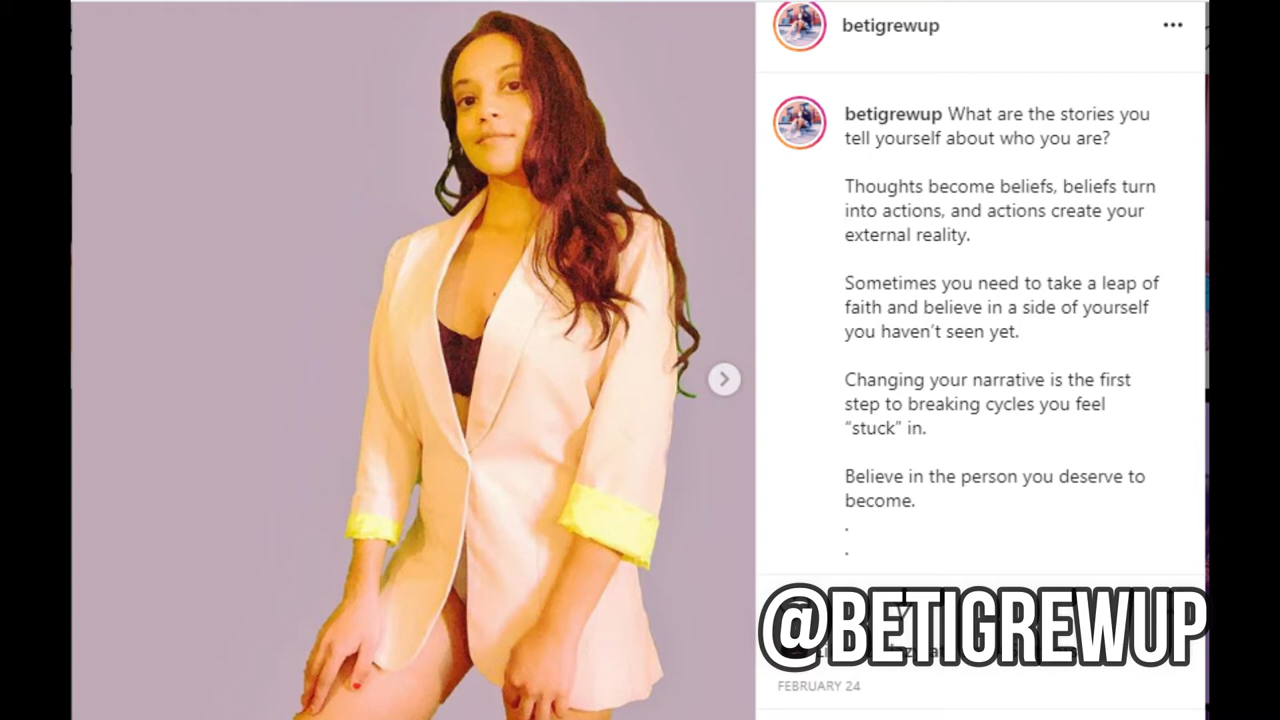 betigrewup
betigrewup What are the stories you
tell yourself about who you are?
Thoughts become beliefs, beliefs turn
into actions, and actions create your
external reality.
Sometimes you need to take a leap of
faith and believe in a side of yourself
you haven’t seen yet.
Changing your narrative is the first
step to breaking cycles you feel
“stuck” in.
Believe in the person you deserve to
become.
.
.
@BETIGREWUP
FEBRUARY 24